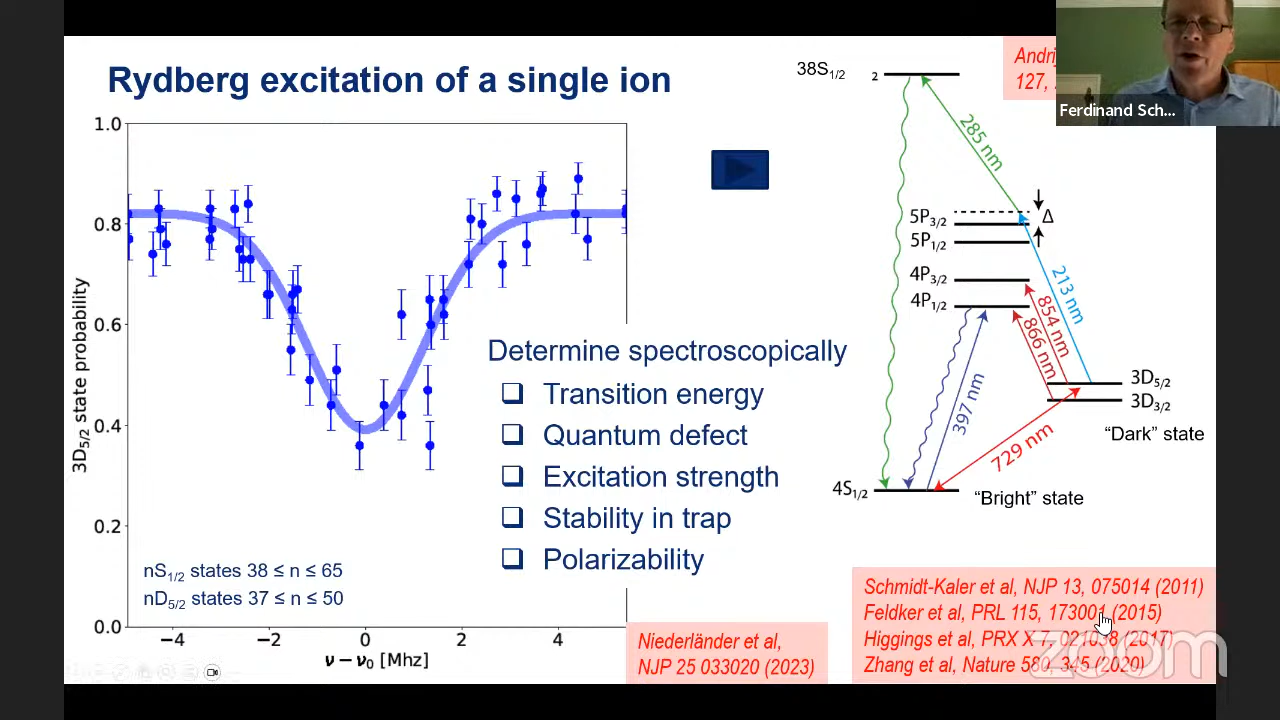 Rydberg excitation of a single ion
1.0
0.8
0.6
0.4
0.2
0.0
3D5/2 state probability
−4 −2 0 2 4
ν − ν0 [Mhz]
nS1/2 states 38 ≤ n ≤ 65
nD5/2 states 37 ≤ n ≤ 50
Determine spectroscopically
❑ Transition energy
❑ Quantum defect
❑ Excitation strength
❑ Stability in trap
❑ Polarizability
Niederländer et al,
NJP 25 033020 (2023)
38S1/2
2
285 nm
5P3/2
Δ
5P1/2
4P3/2
4P1/2
213 nm
854 nm
866 nm
397 nm
729 nm
3D5/2
3D3/2
"Dark" state
4S1/2
"Bright" state
127,
Ferdinand Sch...
Schmidt-Kaler et al, NJP 13, 075014 (2011)
Feldker et al, PRL 115, 173001 (2015)
Higgings et al, PRX X 7, 021038 (2017)
Zhang et al, Nature 580, 345 (2020)
zoom